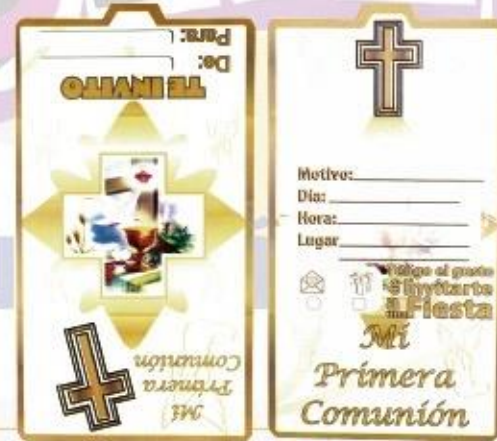 Mi
Primera
Comunión
TE INVITO
De:
Para:
Motivo:
Dia:
Hora:
Lugar
Tengo el gusto
de Invitarte
a mi Fiesta
Mi
Primera
Comunión